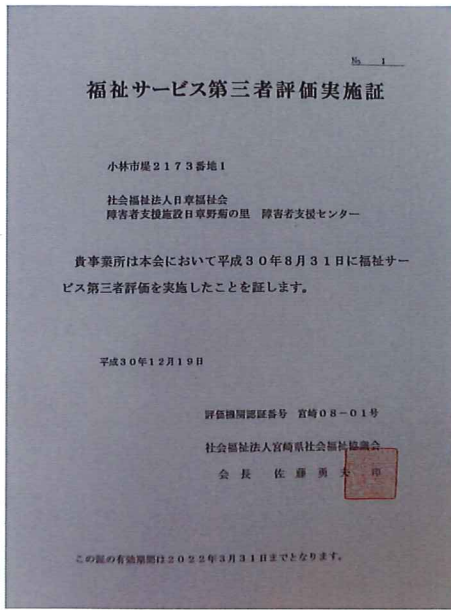 № 1
福祉サービス第三者評価実施証
小林市堤2173番地1
社会福祉法人日章福祉会
障害者支援施設日章野菊の里 障害者支援センター
貴事業所は本会において平成30年8月31日に福祉サー
ビス第三者評価を実施したことを証します。
平成30年12月19日
評価機関認証番号 宮崎08-01号
社会福祉法人宮崎県社会福祉協議会
会長 佐藤勇夫 印
この証の有効期間は2022年3月31日までとなります。